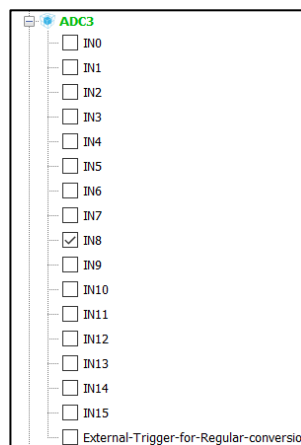 ADC3
IN0
IN1
IN2
IN3
IN4
IN5
IN6
IN7
IN8
IN9
IN10
IN11
IN12
IN13
IN14
IN15
External-Trigger-for-Regular-conversio